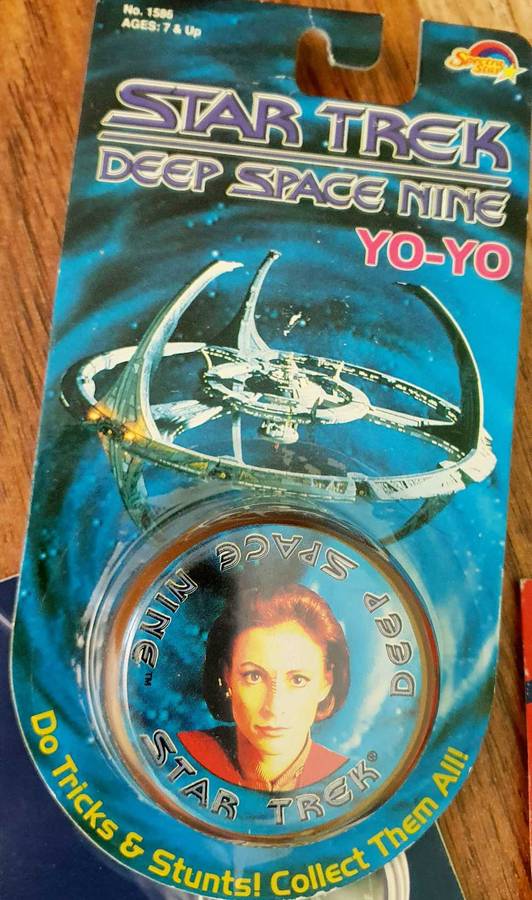 No. 1586
AGES: 7 & Up
Spectra
Star
STAR TREK
DEEP SPACE NINE
YO-YO
DEEP SPACE NINE™
STAR TREK®
Do Tricks & Stunts! Collect Them All!